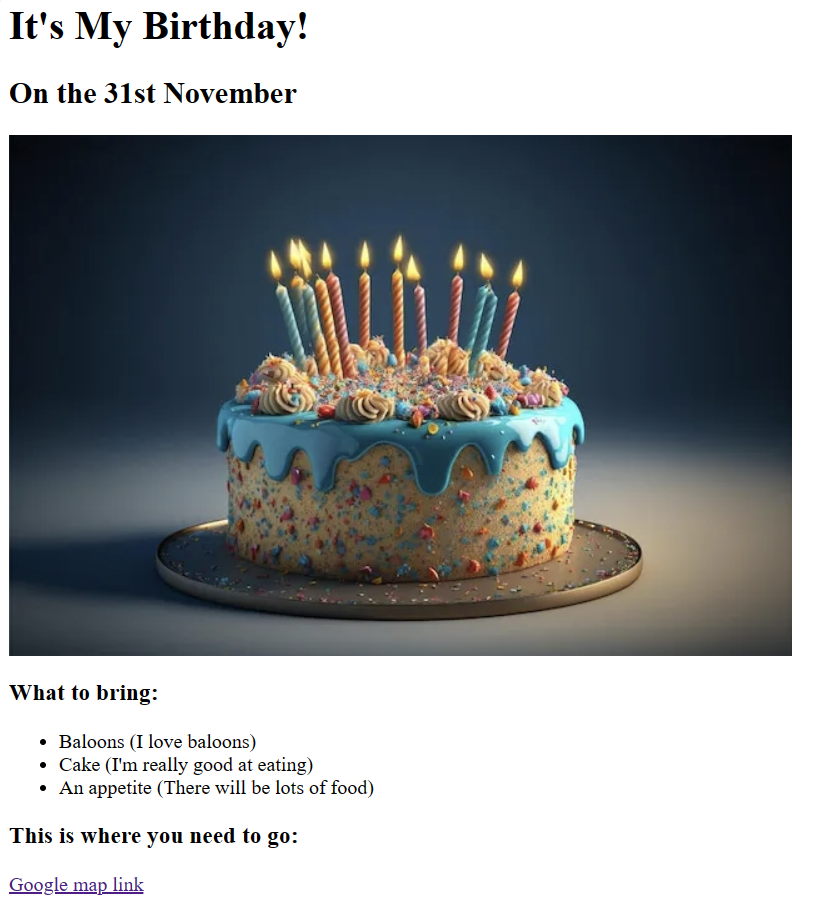 It's My Birthday!
On the 31st November
What to bring:
Baloons (I love baloons)
Cake (I'm really good at eating)
An appetite (There will be lots of food)
This is where you need to go:
Google map link